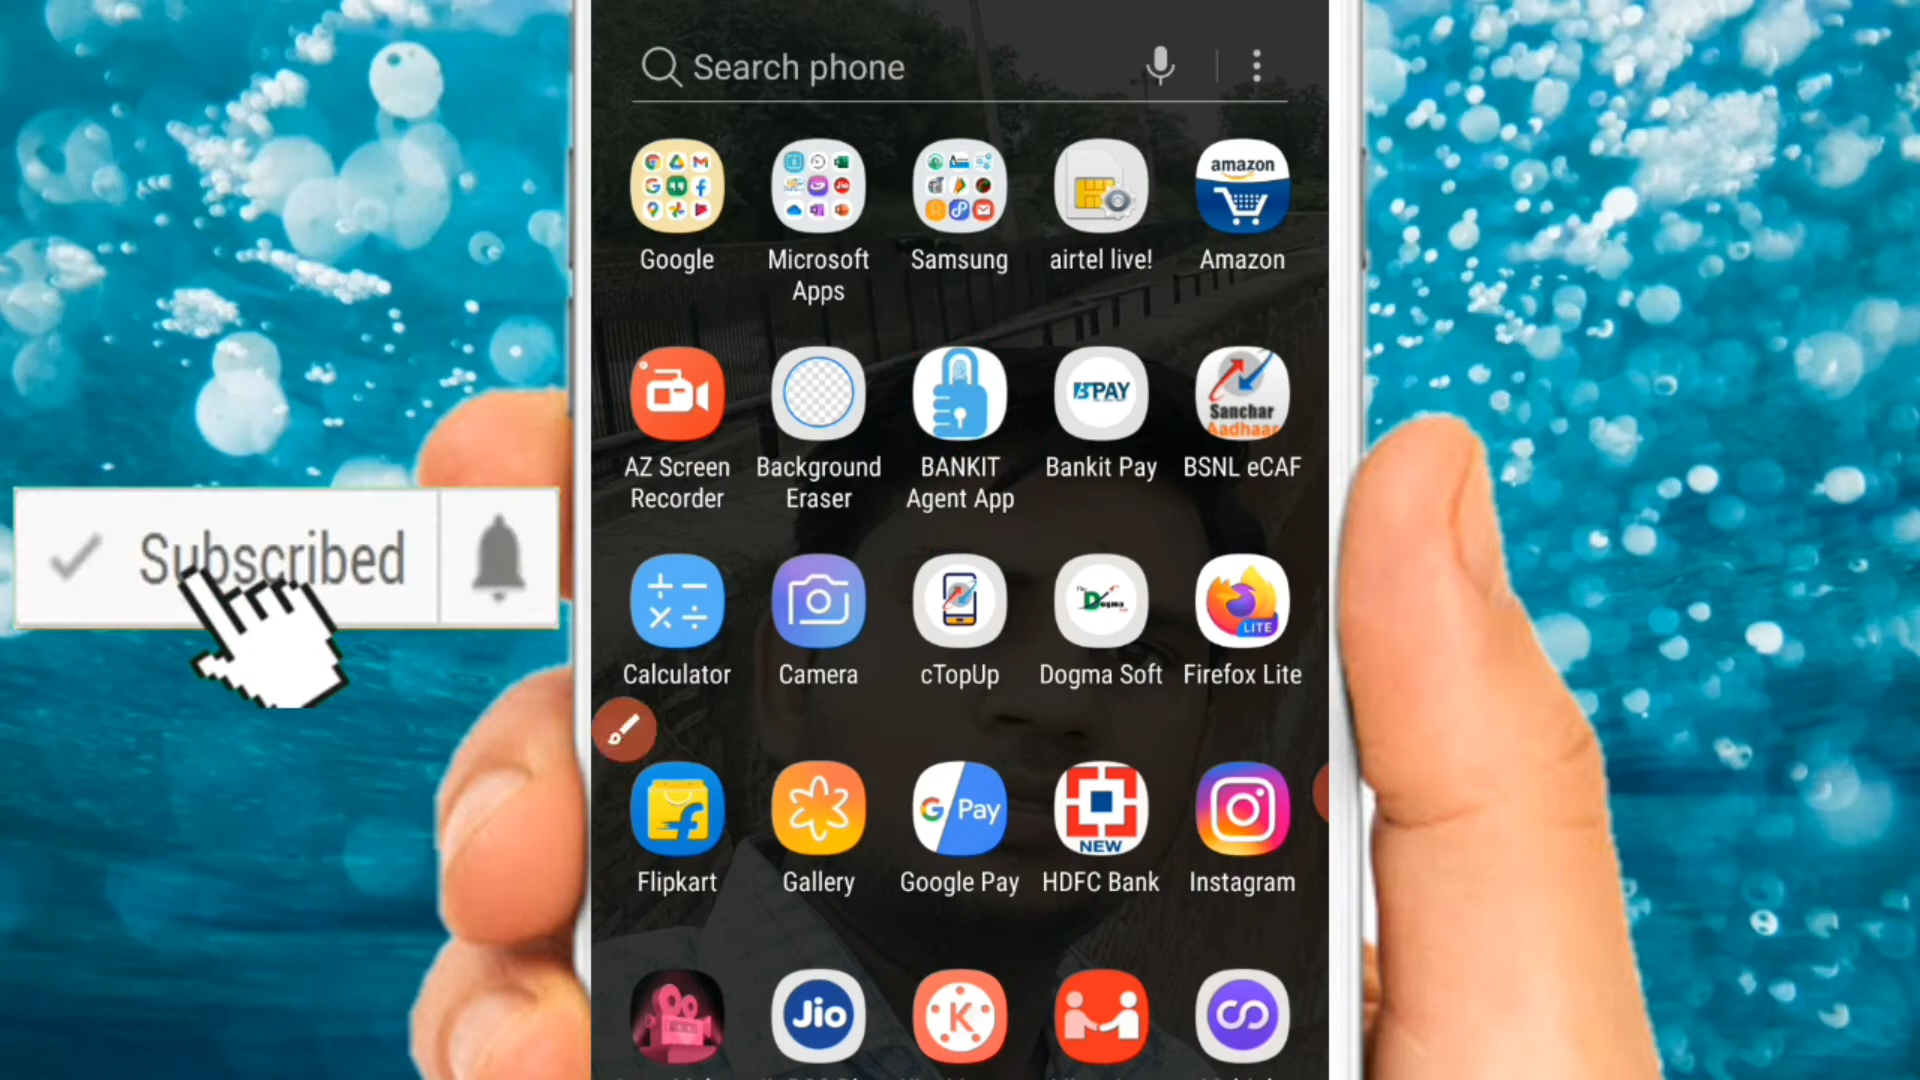 Search phone
amazon
Google
Microsoft
Apps
Samsung
airtel live!
Amazon
BPAY
Sanchar
Aadhaar
AZ Screen
Recorder
Background
Eraser
BANKIT
Agent App
Bankit Pay
BSNL eCAF
Subscribed
Dogma
LITE
Calculator
Camera
cTopUp
Dogma Soft
Firefox Lite
G Pay
NEW
Flipkart
Gallery
Google Pay
HDFC Bank
Instagram
Jio
K